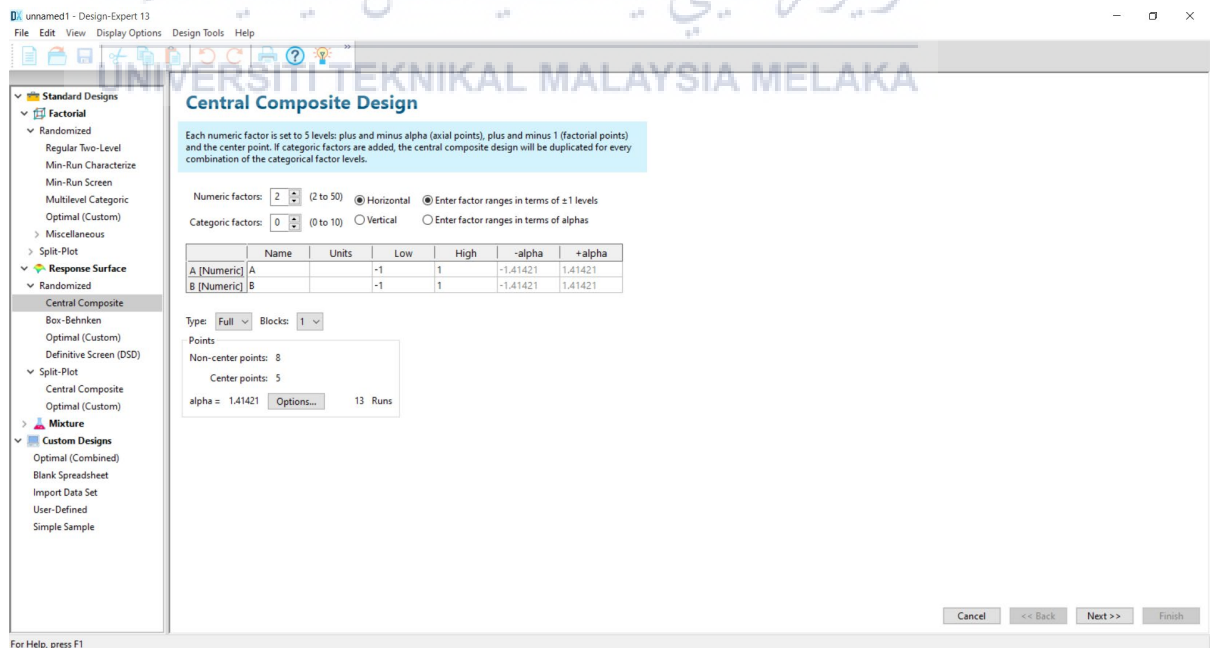 unnamed1 - Design-Expert 13
File Edit View Display Options Design Tools Help
UNIVERSITI TEKNIKAL MALAYSIA MELAKA
Standard Designs
Factorial
Randomized
Regular Two-Level
Min-Run Characterize
Min-Run Screen
Multilevel Categoric
Optimal (Custom)
Miscellaneous
Split-Plot
Response Surface
Randomized
Central Composite
Box-Behnken
Optimal (Custom)
Definitive Screen (DSD)
Split-Plot
Central Composite
Optimal (Custom)
Mixture
Custom Designs
Optimal (Combined)
Blank Spreadsheet
Import Data Set
User-Defined
Simple Sample
Central Composite Design
Each numeric factor is set to 5 levels: plus and minus alpha (axial points), plus and minus 1 (factorial points)
and the center point. If categoric factors are added, the central composite design will be duplicated for every
combination of the categorical factor levels.
Numeric factors: 2 (2 to 50) Horizontal Enter factor ranges in terms of ±1 levels
Categoric factors: 0 (0 to 10) Vertical Enter factor ranges in terms of alphas
Name Units Low High -alpha +alpha
A [Numeric] A -1 1 -1.41421 1.41421
B [Numeric] B -1 1 -1.41421 1.41421
Type: Full Blocks: 1
Points
Non-center points: 8
Center points: 5
alpha = 1.41421 Options... 13 Runs
Cancel << Back Next >> Finish
For Help, press F1